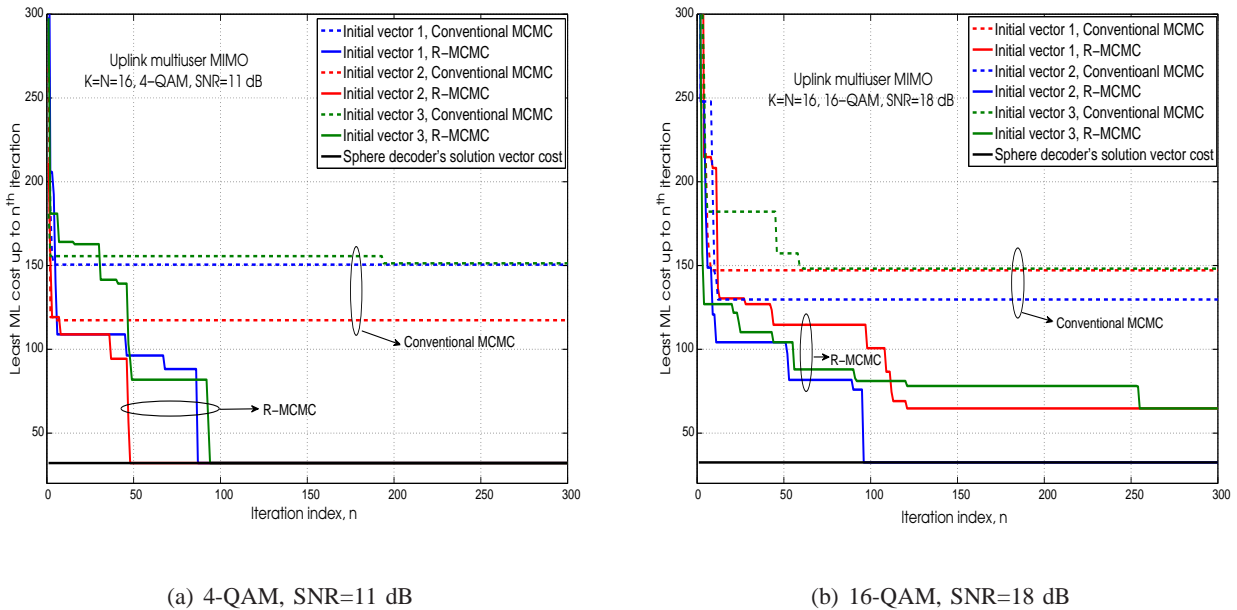 300
250
200
150
100
50
0
50
100
150
200
250
300
Least ML cost up to nth iteration
Iteration index, n
Uplink multiuser MIMO
K=N=16, 4−QAM, SNR=11 dB
Initial vector 1, Conventional MCMC
Initial vector 1, R−MCMC
Initial vector 2, Conventional MCMC
Initial vector 2, R−MCMC
Initial vector 3, Conventional MCMC
Initial vector 3, R−MCMC
Sphere decoder's solution vector cost
Conventional MCMC
R−MCMC
(a) 4-QAM, SNR=11 dB
300
250
200
150
100
50
0
50
100
150
200
250
300
Least ML cost up to nth iteration
Iteration index, n
Uplink multiuser MIMO
K=N=16, 16−QAM, SNR=18 dB
Initial vector 1, Conventional MCMC
Initial vector 1, R−MCMC
Initial vector 2, Conventioanl MCMC
Initial vector 2, R−MCMC
Initial vector 3, Conventional MCMC
Initial vector 3, R−MCMC
Sphere decoder's solution vector cost
Conventional MCMC
R−MCMC
(b) 16-QAM, SNR=18 dB